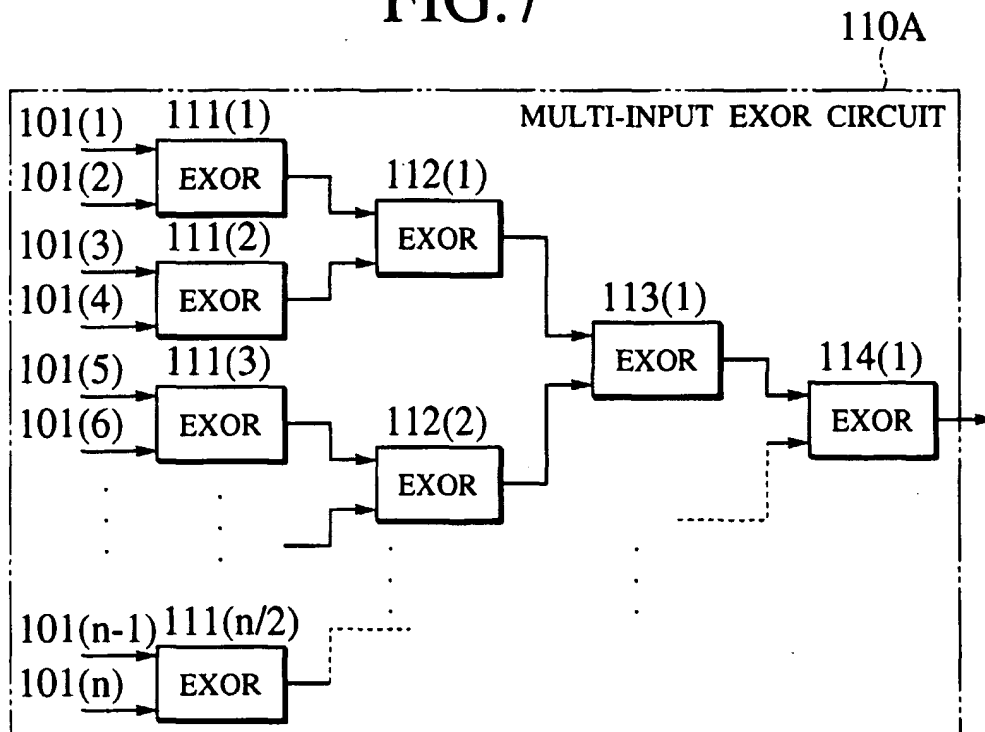 FIG.7
110A
MULTI-INPUT EXOR CIRCUIT
101(1)
111(1)
EXOR
101(2)
112(1)
EXOR
101(3)
111(2)
EXOR
101(4)
113(1)
EXOR
101(5)
111(3)
EXOR
101(6)
114(1)
EXOR
112(2)
EXOR
101(n-1)
111(n/2)
EXOR
101(n)